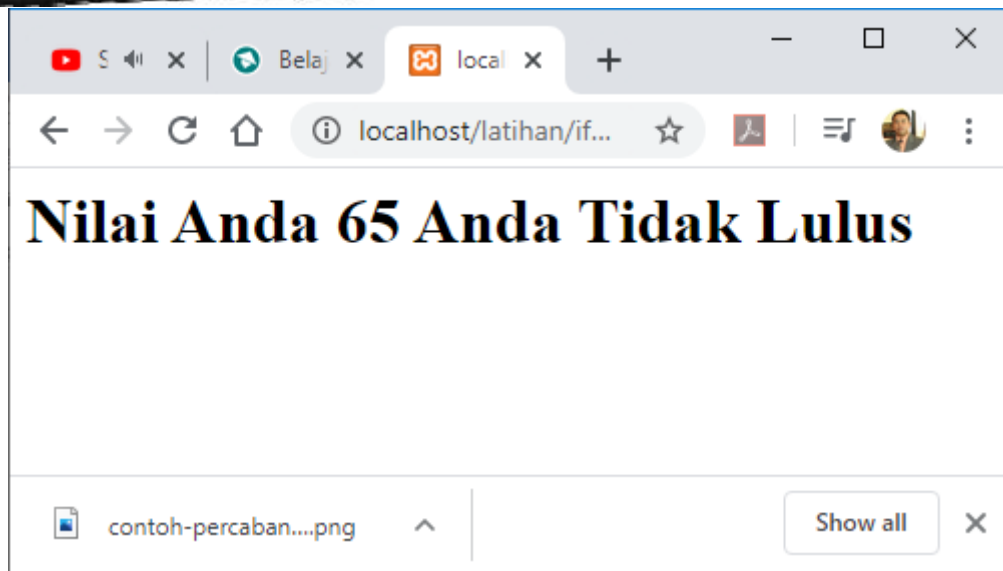 S Belaj local
localhost/latihan/if...
Nilai Anda 65 Anda Tidak Lulus
contoh-percaban....png Show all